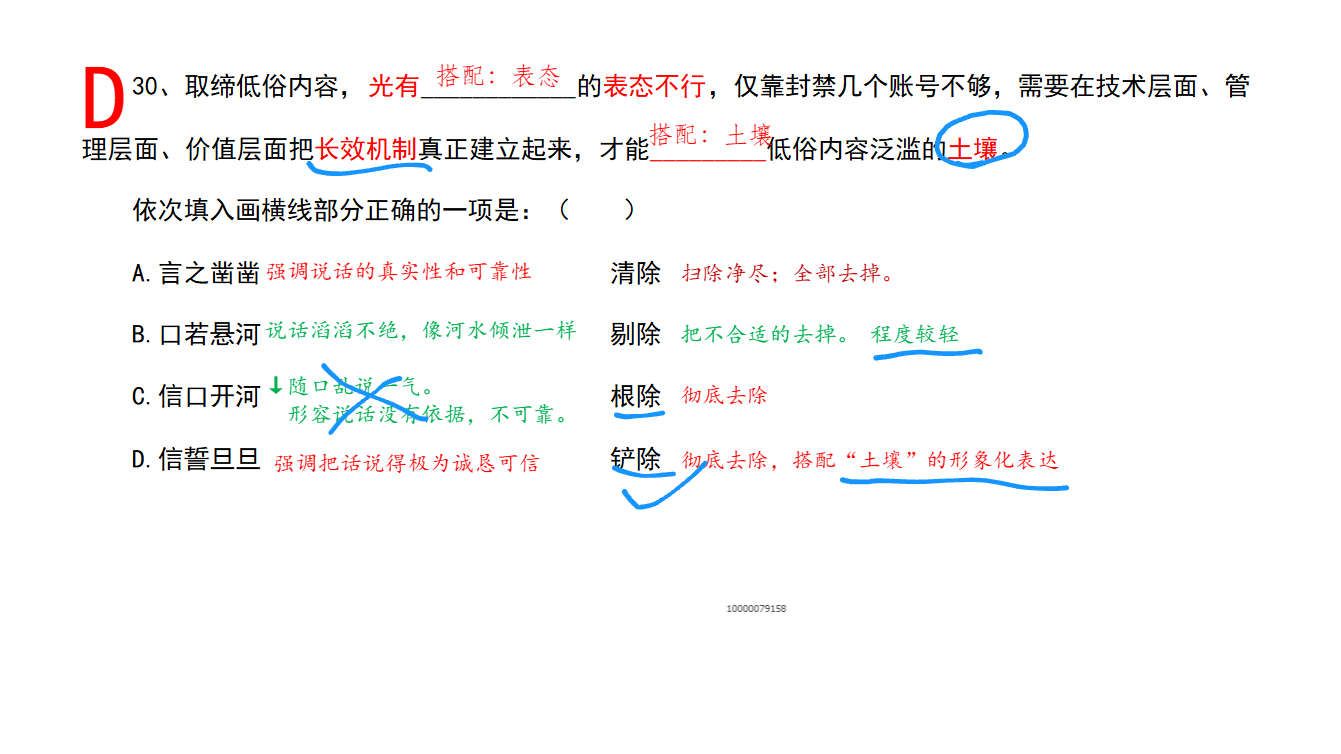 搭配：表态
D 30、取缔低俗内容，光有____________的表态不行，仅靠封禁几个账号不够，需要在技术层面、管
搭配：土壤
理层面、价值层面把长效机制真正建立起来，才能_________低俗内容泛滥的土壤。
依次填入画横线部分正确的一项是：（　　）
A.言之凿凿 强调说话的真实性和可靠性 清除 扫除净尽；全部去掉。
B.口若悬河 说话滔滔不绝，像河水倾泄一样 剔除 把不合适的去掉。 程度较轻
C.信口开河 ↓随口乱说一气。 根除 彻底去除
形容说话没有依据，不可靠。
D.信誓旦旦 强调把话说得极为诚恳可信 铲除 彻底去除，搭配“土壤”的形象化表达
10000079158